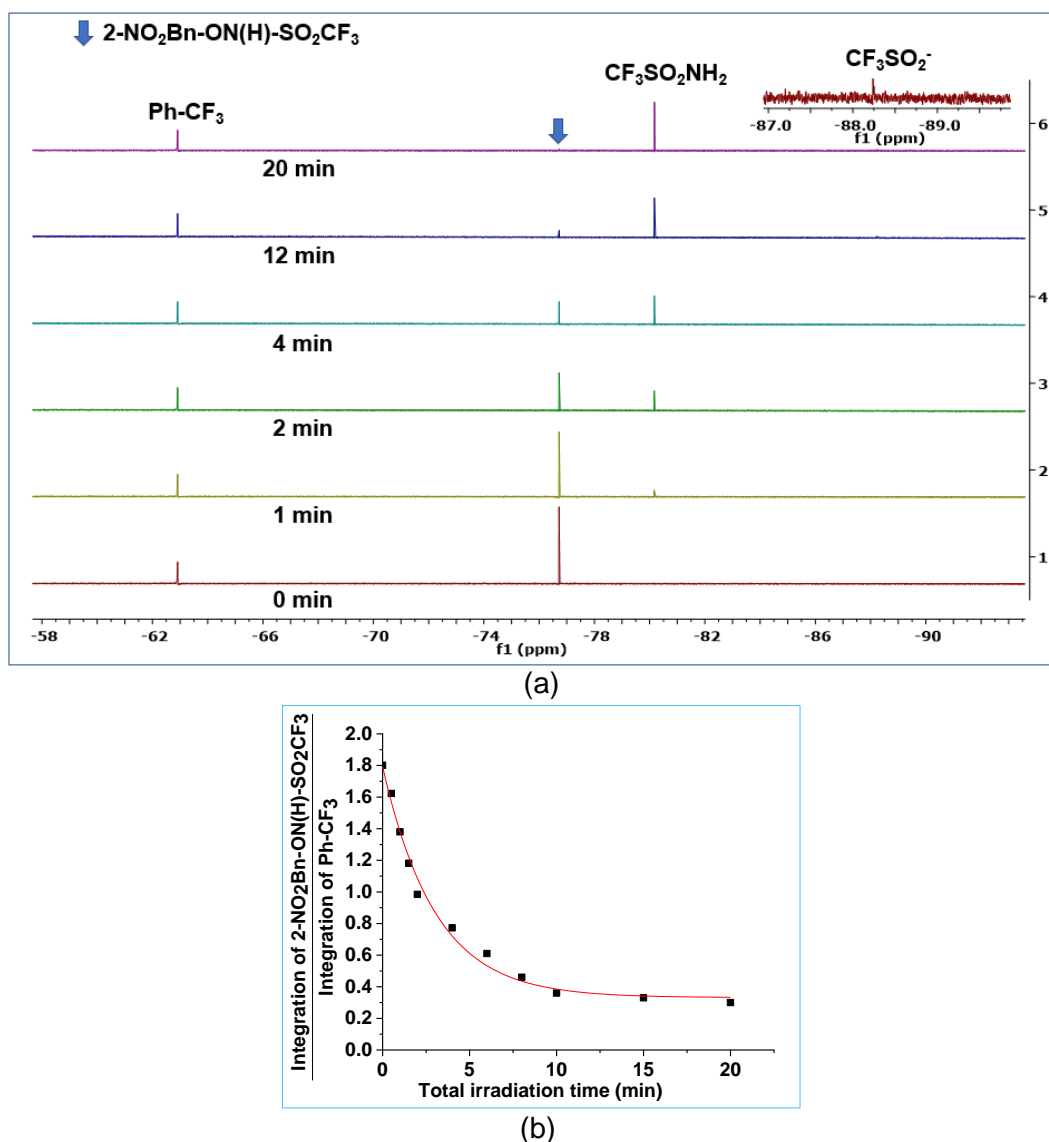 2-NO₂Bn-ON(H)-SO₂CF₃
CF₃SO₂⁻
CF₃SO₂NH₂
Ph-CF₃
-87.0 -88.0 -89.0
f1 (ppm)
6
20 min
5
12 min
4
4 min
3
2 min
2
1 min
1
0 min
-58 -62 -66 -70 -74 -78 -82 -86 -90
f1 (ppm)
(a)
Integration of 2-NO₂Bn-ON(H)-SO₂CF₃
Integration of Ph-CF₃
2.0
1.8
1.6
1.4
1.2
1.0
0.8
0.6
0.4
0.2
0.0
0 5 10 15 20
Total irradiation time (min)
(b)